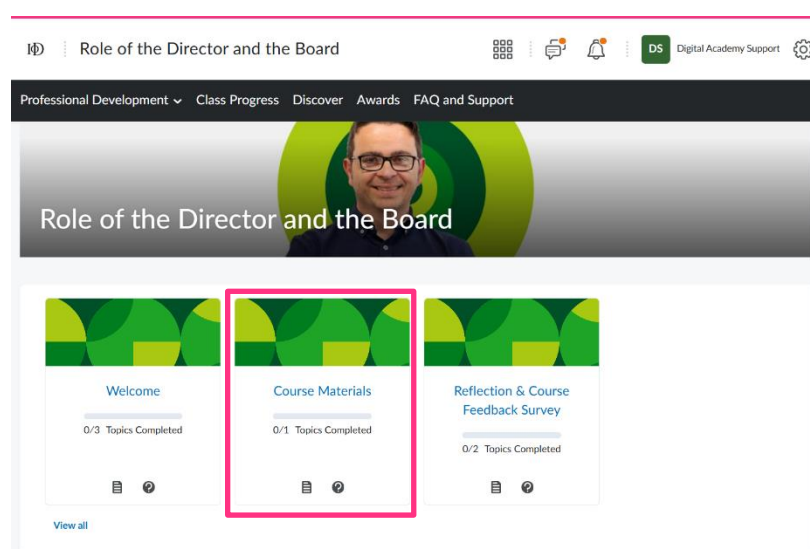 IOD Role of the Director and the Board DS Digital Academy Support
Professional Development Class Progress Discover Awards FAQ and Support
Role of the Director and the Board
Welcome
0/3 Topics Completed
Course Materials
0/1 Topics Completed
Reflection & Course
Feedback Survey
0/2 Topics Completed
View all